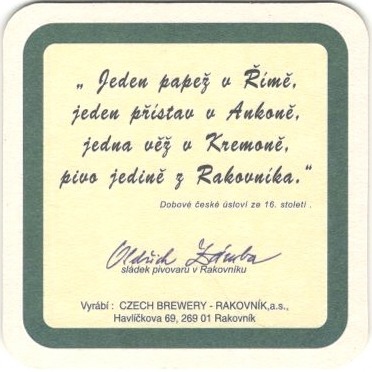 „ Jeden papež v Římě,
jeden přístav v Ankoně,
jedna věž v Kremoně,
pivo jedině z Rakovníka."
Dobové české úsloví ze 16. století .
Oldřich Zámba
sládek pivovaru v Rakovníku
Vyrábí : CZECH BREWERY - RAKOVNÍK,a.s.,
Havlíčkova 69, 269 01 Rakovník